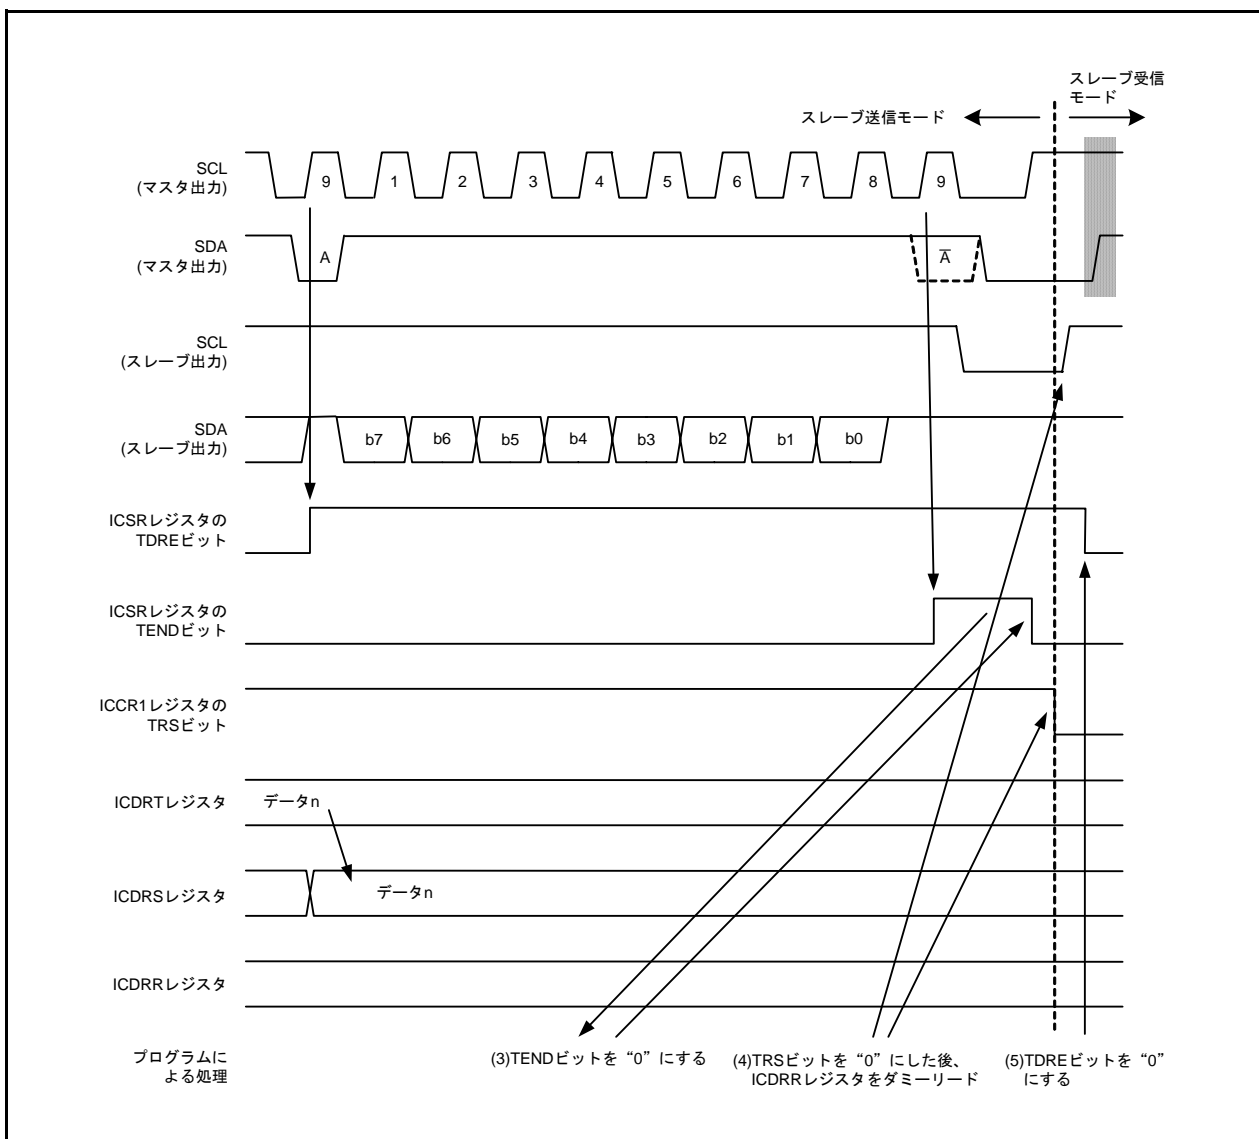 スレーブ受信
モード
スレーブ送信モード
SCL
(マスタ出力)
9 1 2 3 4 5 6 7 8 9
SDA
(マスタ出力)
A A̅
SCL
(スレーブ出力)
SDA
(スレーブ出力)
b7 b6 b5 b4 b3 b2 b1 b0
ICSRレジスタの
TDREビット
ICSRレジスタの
TENDビット
ICCR1レジスタの
TRSビット
ICDRTレジスタ データn
ICDRSレジスタ データn
ICDRRレジスタ
プログラムに
よる処理
(3)TENDビットを“0”にする
(4)TRSビットを“0”にした後、
ICDRRレジスタをダミーリード
(5)TDREビットを“0”
にする